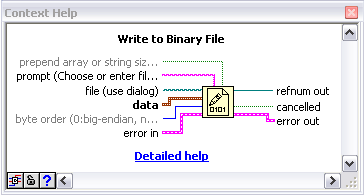 Context Help
Write to Binary File
prepend array or string siz...
prompt (Choose or enter fil...
file (use dialog)
data
byte order (0:big-endian, n...
error in
0101
refnum out
cancelled
error out
Detailed help
?